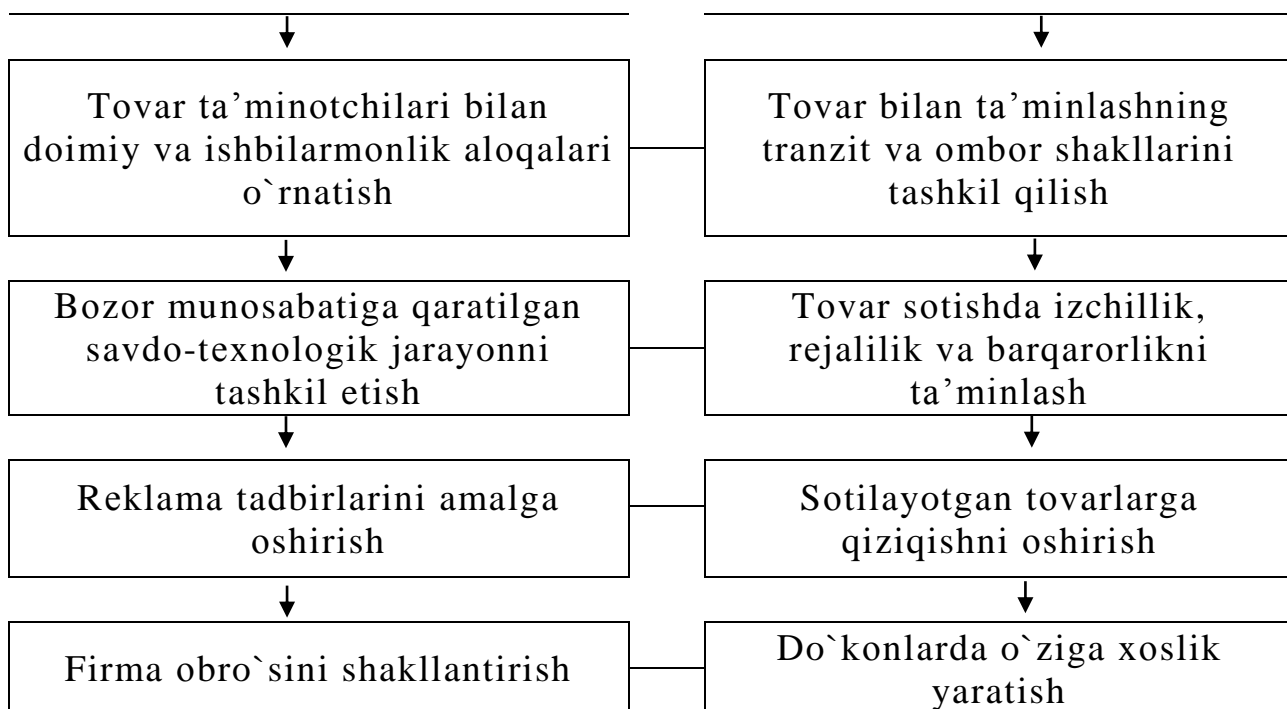 Tovar ta’minotchilari bilan
doimiy va ishbilarmonlik aloqalari
o`rnatish
Tovar bilan ta’minlashning
tranzit va ombor shakllarini
tashkil qilish
Bozor munosabatiga qaratilgan
savdo-texnologik jarayonni
tashkil etish
Tovar sotishda izchillik,
rejalilik va barqarorlikni
ta’minlash
Reklama tadbirlarini amalga
oshirish
Sotilayotgan tovarlarga
qiziqishni oshirish
Firma obro`sini shakllantirish
Do`konlarda o`ziga xoslik
yaratish